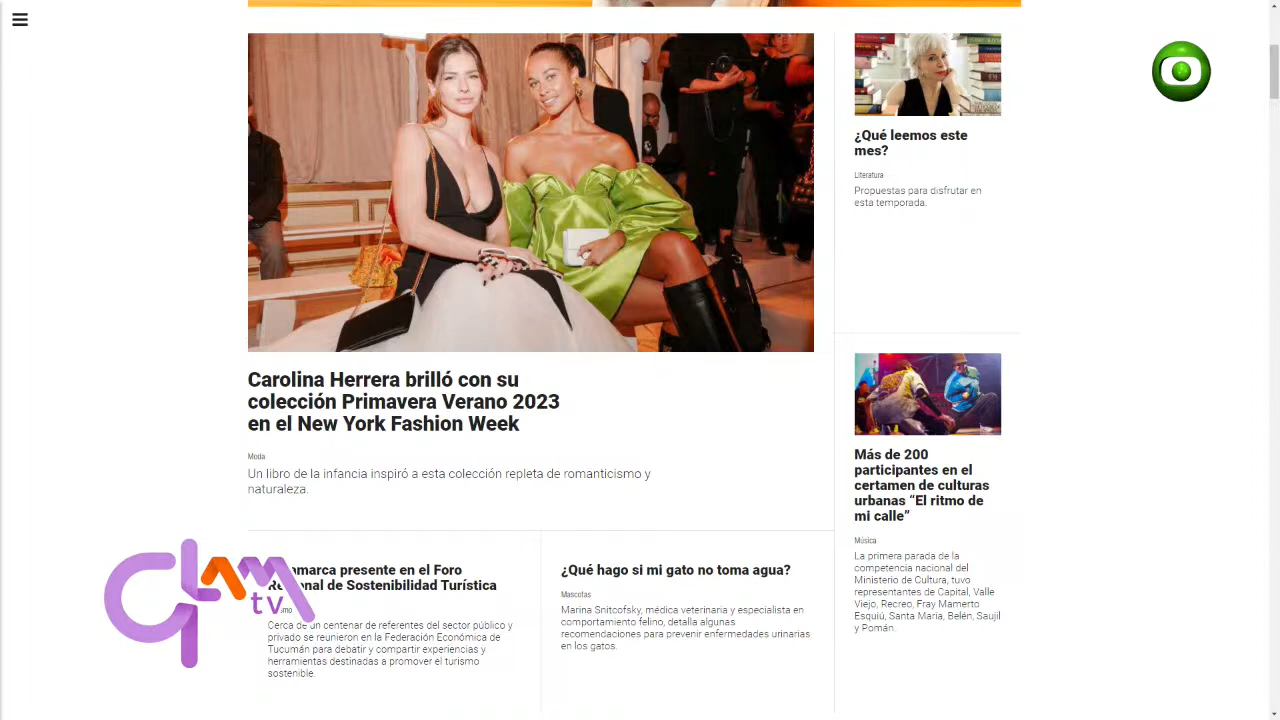 Carolina Herrera brilló con su
colección Primavera Verano 2023
en el New York Fashion Week
Moda
Un libro de la infancia inspiró a esta colección repleta de romanticismo y
naturaleza.
¿Qué leemos este
mes?
Literatura
Propuestas para disfrutar en
esta temporada.
Más de 200
participantes en el
certamen de culturas
urbanas “El ritmo de
mi calle”
Música
La primera parada de la
competencia nacional del
Ministerio de Cultura, tuvo
representantes de Capital, Valle
Viejo, Recreo, Fray Mamerto
Esquiú, Santa María, Belén, Saujil
y Pomán.
presente en el Foro
de Sostenibilidad Turística
Cerca de un centenar de referentes del sector público y
privado se reunieron en la Federación Económica de
Tucumán para debatir y compartir experiencias y
herramientas destinadas a promover el turismo
sostenible.
¿Qué hago si mi gato no toma agua?
Mascotas
Marina Snitcofsky, médica veterinaria y especialista en
comportamiento felino, detalla algunas
recomendaciones para prevenir enfermedades urinarias
en los gatos.
GLAM
tv